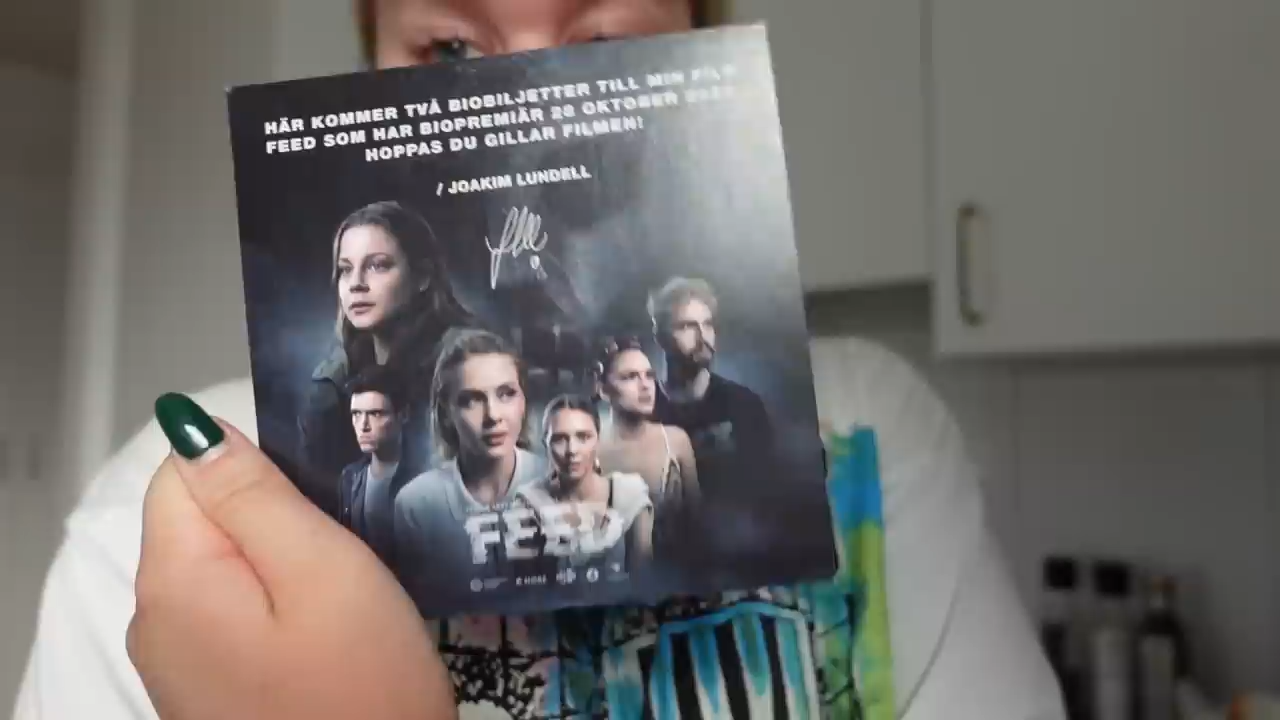 HÄR KOMMER TVÅ BIOBILJETTER TILL MIN FILM
FEED SOM HAR BIOPREMIÄR 28 OKTOBER
HOPPAS DU GILLAR FILMEN!
/ JOAKIM LUNDELL
FEED